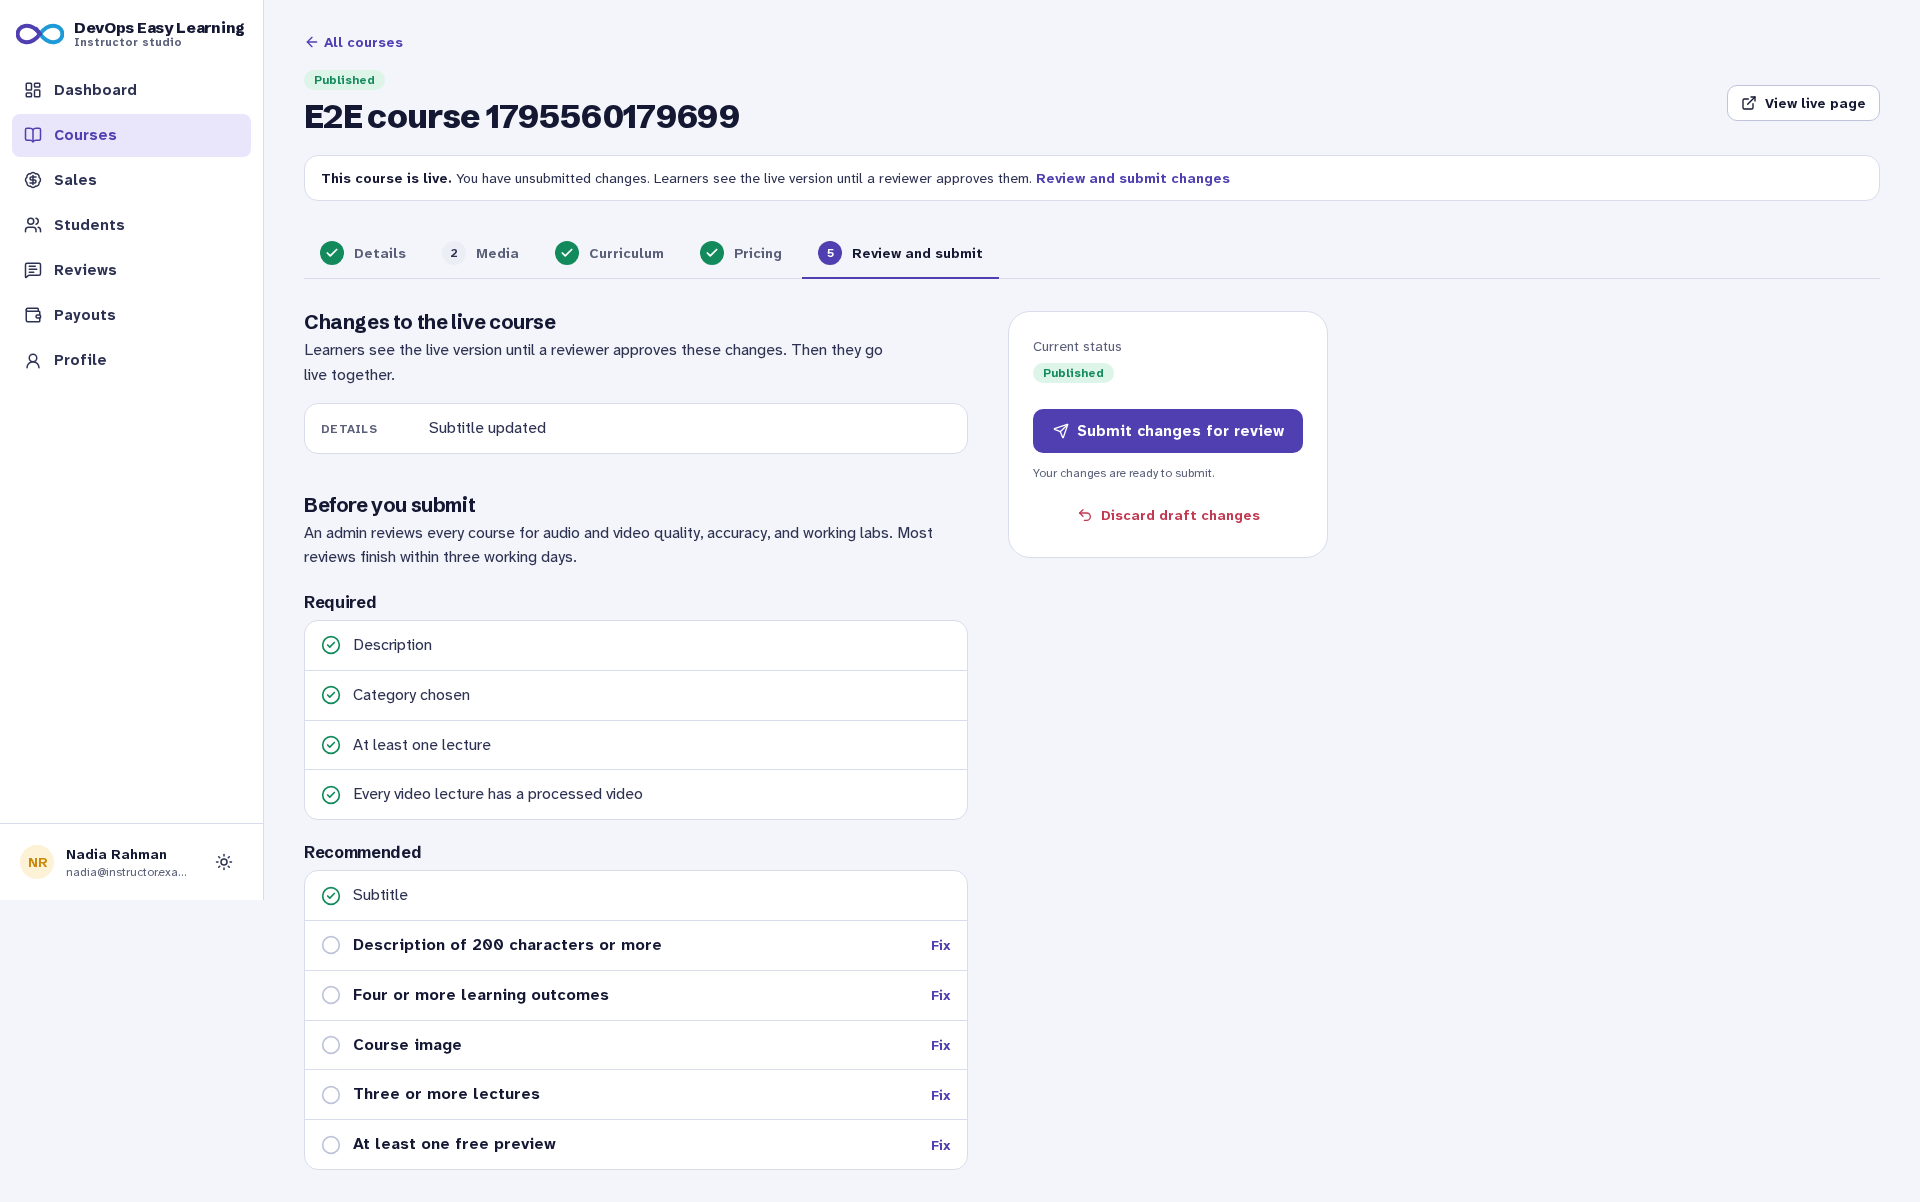 DevOps Easy Learning
Instructor studio
Dashboard
Courses
Sales
Students
Reviews
Payouts
Profile
NR
Nadia Rahman
nadia@instructor.exa...
All courses
Published
E2E course 1795560179699
View live page
This course is live. You have unsubmitted changes. Learners see the live version until a reviewer approves them. Review and submit changes
Details
2 Media
Curriculum
Pricing
5 Review and submit
Changes to the live course
Learners see the live version until a reviewer approves these changes. Then they go
live together.
DETAILS Subtitle updated
Before you submit
An admin reviews every course for audio and video quality, accuracy, and working labs. Most
reviews finish within three working days.
Required
Description
Category chosen
At least one lecture
Every video lecture has a processed video
Recommended
Subtitle
Description of 200 characters or more Fix
Four or more learning outcomes Fix
Course image Fix
Three or more lectures Fix
At least one free preview Fix
Current status
Published
Submit changes for review
Your changes are ready to submit.
Discard draft changes